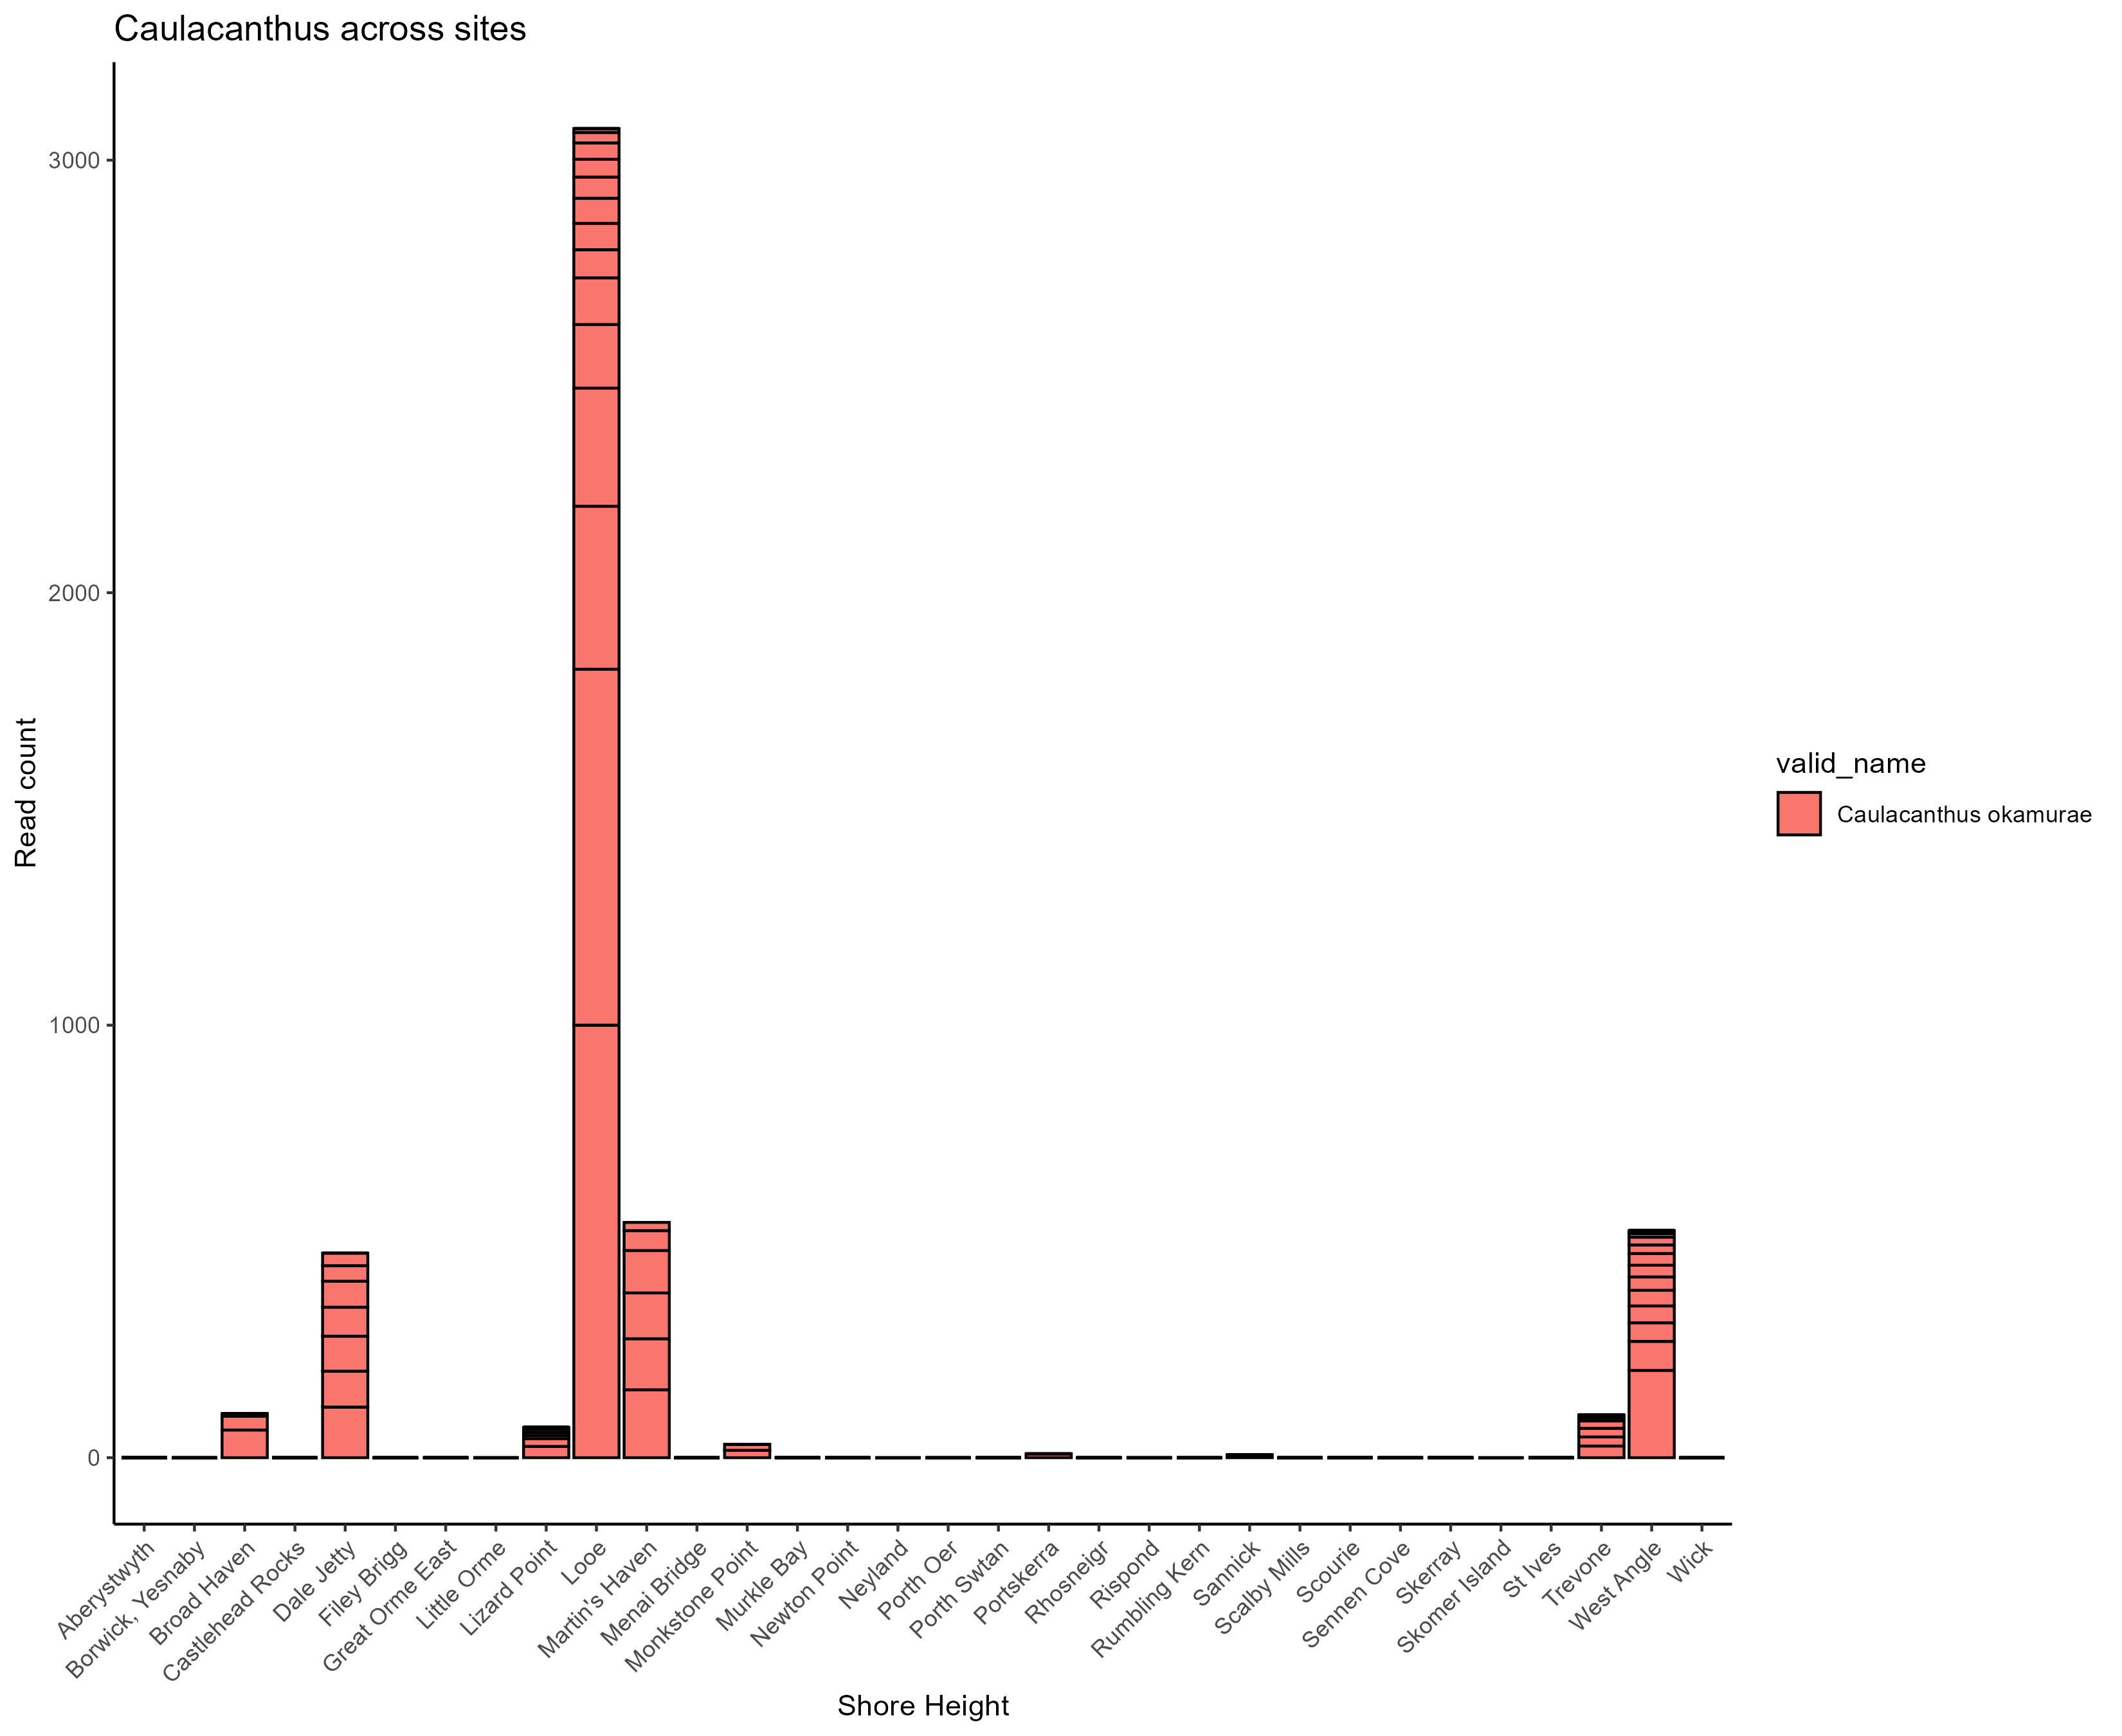 Caulacanthus across sites
3000
2000
1000
0
Read count
Aberystwyth
Borwick, Yesnaby
Broad Haven
Castlehead Rocks
Dale Jetty
Filey Brigg
Great Orme East
Little Orme
Lizard Point
Looe
Martin's Haven
Menai Bridge
Monkstone Point
Murkle Bay
Newton Point
Neyland
Porth Oer
Porth Swtan
Portskerra
Rhosneigr
Rispond
Rumbling Kern
Sannick
Scalby Mills
Scourie
Sennen Cove
Skerray
Skomer Island
St Ives
Trevone
West Angle
Wick
Shore Height
valid_name
Caulacanthus okamurae